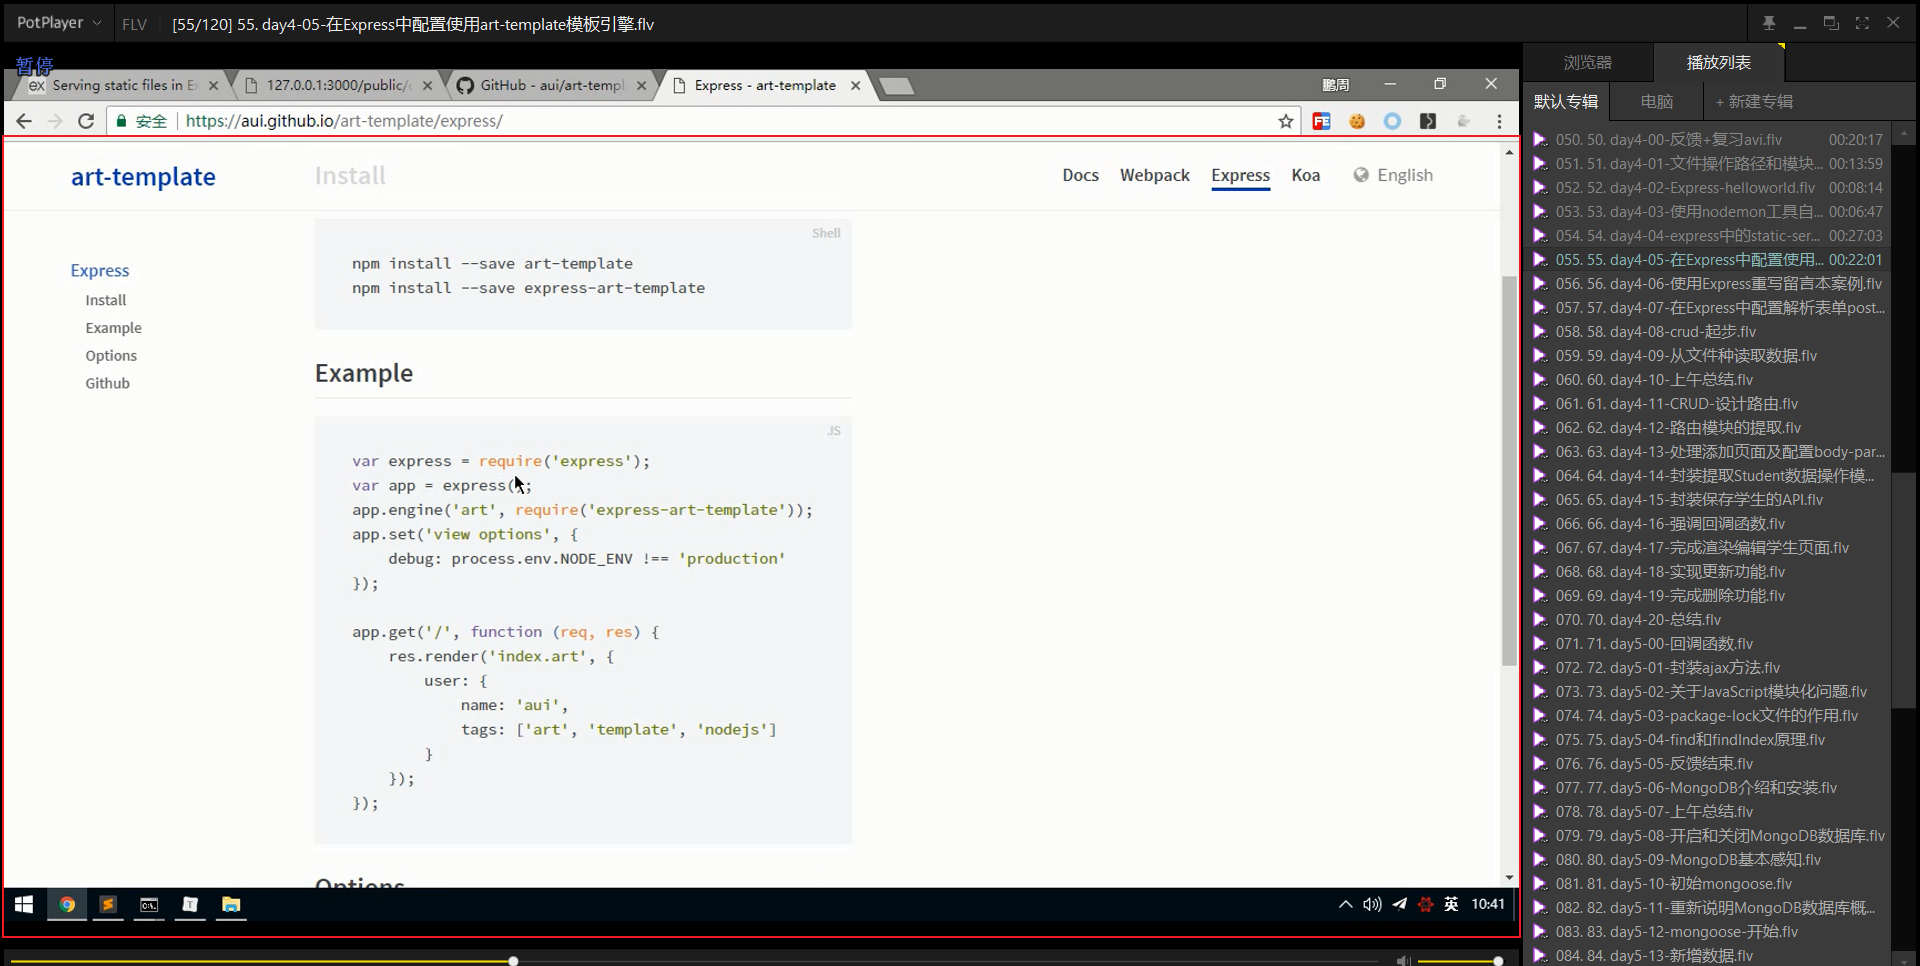 PotPlayer
FLV
[55/120] 55. day4-05-在Express中配置使用art-template模板引擎.flv
暂停
浏览器
播放列表
ex Serving static files in Ex
127.0.0.1:3000/public/
GitHub - aui/art-templ
Express - art-template
鹏周
默认专辑
电脑
+ 新建专辑
安全
https://aui.github.io/art-template/express/
art-template
Install
Docs
Webpack
Express
Koa
English
Shell
npm install --save art-template
npm install --save express-art-template
Express
Install
Example
Options
Github
Example
JS
var express = require('express');
var app = express();
app.engine('art', require('express-art-template'));
app.set('view options', {
debug: process.env.NODE_ENV !== 'production'
});
app.get('/', function (req, res) {
res.render('index.art', {
user: {
name: 'aui',
tags: ['art', 'template', 'nodejs']
}
});
});
Options
英
10:41
050. 50. day4-00-反馈+复习avi.flv 00:20:17
051. 51. day4-01-文件操作路径和模块... 00:13:59
052. 52. day4-02-Express-helloworld.flv 00:08:14
053. 53. day4-03-使用nodemon工具自... 00:06:47
054. 54. day4-04-express中的static-ser... 00:27:03
055. 55. day4-05-在Express中配置使用... 00:22:01
056. 56. day4-06-使用Express重写留言本案例.flv
057. 57. day4-07-在Express中配置解析表单post...
058. 58. day4-08-crud-起步.flv
059. 59. day4-09-从文件种读取数据.flv
060. 60. day4-10-上午总结.flv
061. 61. day4-11-CRUD-设计路由.flv
062. 62. day4-12-路由模块的提取.flv
063. 63. day4-13-处理添加页面及配置body-par...
064. 64. day4-14-封装提取Student数据操作模...
065. 65. day4-15-封装保存学生的API.flv
066. 66. day4-16-强调回调函数.flv
067. 67. day4-17-完成渲染编辑学生页面.flv
068. 68. day4-18-实现更新功能.flv
069. 69. day4-19-完成删除功能.flv
070. 70. day4-20-总结.flv
071. 71. day5-00-回调函数.flv
072. 72. day5-01-封装ajax方法.flv
073. 73. day5-02-关于JavaScript模块化问题.flv
074. 74. day5-03-package-lock文件的作用.flv
075. 75. day5-04-find和findIndex原理.flv
076. 76. day5-05-反馈结束.flv
077. 77. day5-06-MongoDB介绍和安装.flv
078. 78. day5-07-上午总结.flv
079. 79. day5-08-开启和关闭MongoDB数据库.flv
080. 80. day5-09-MongoDB基本感知.flv
081. 81. day5-10-初始mongoose.flv
082. 82. day5-11-重新说明MongoDB数据库概...
083. 83. day5-12-mongoose-开始.flv
084. 84. day5-13-新增数据.flv